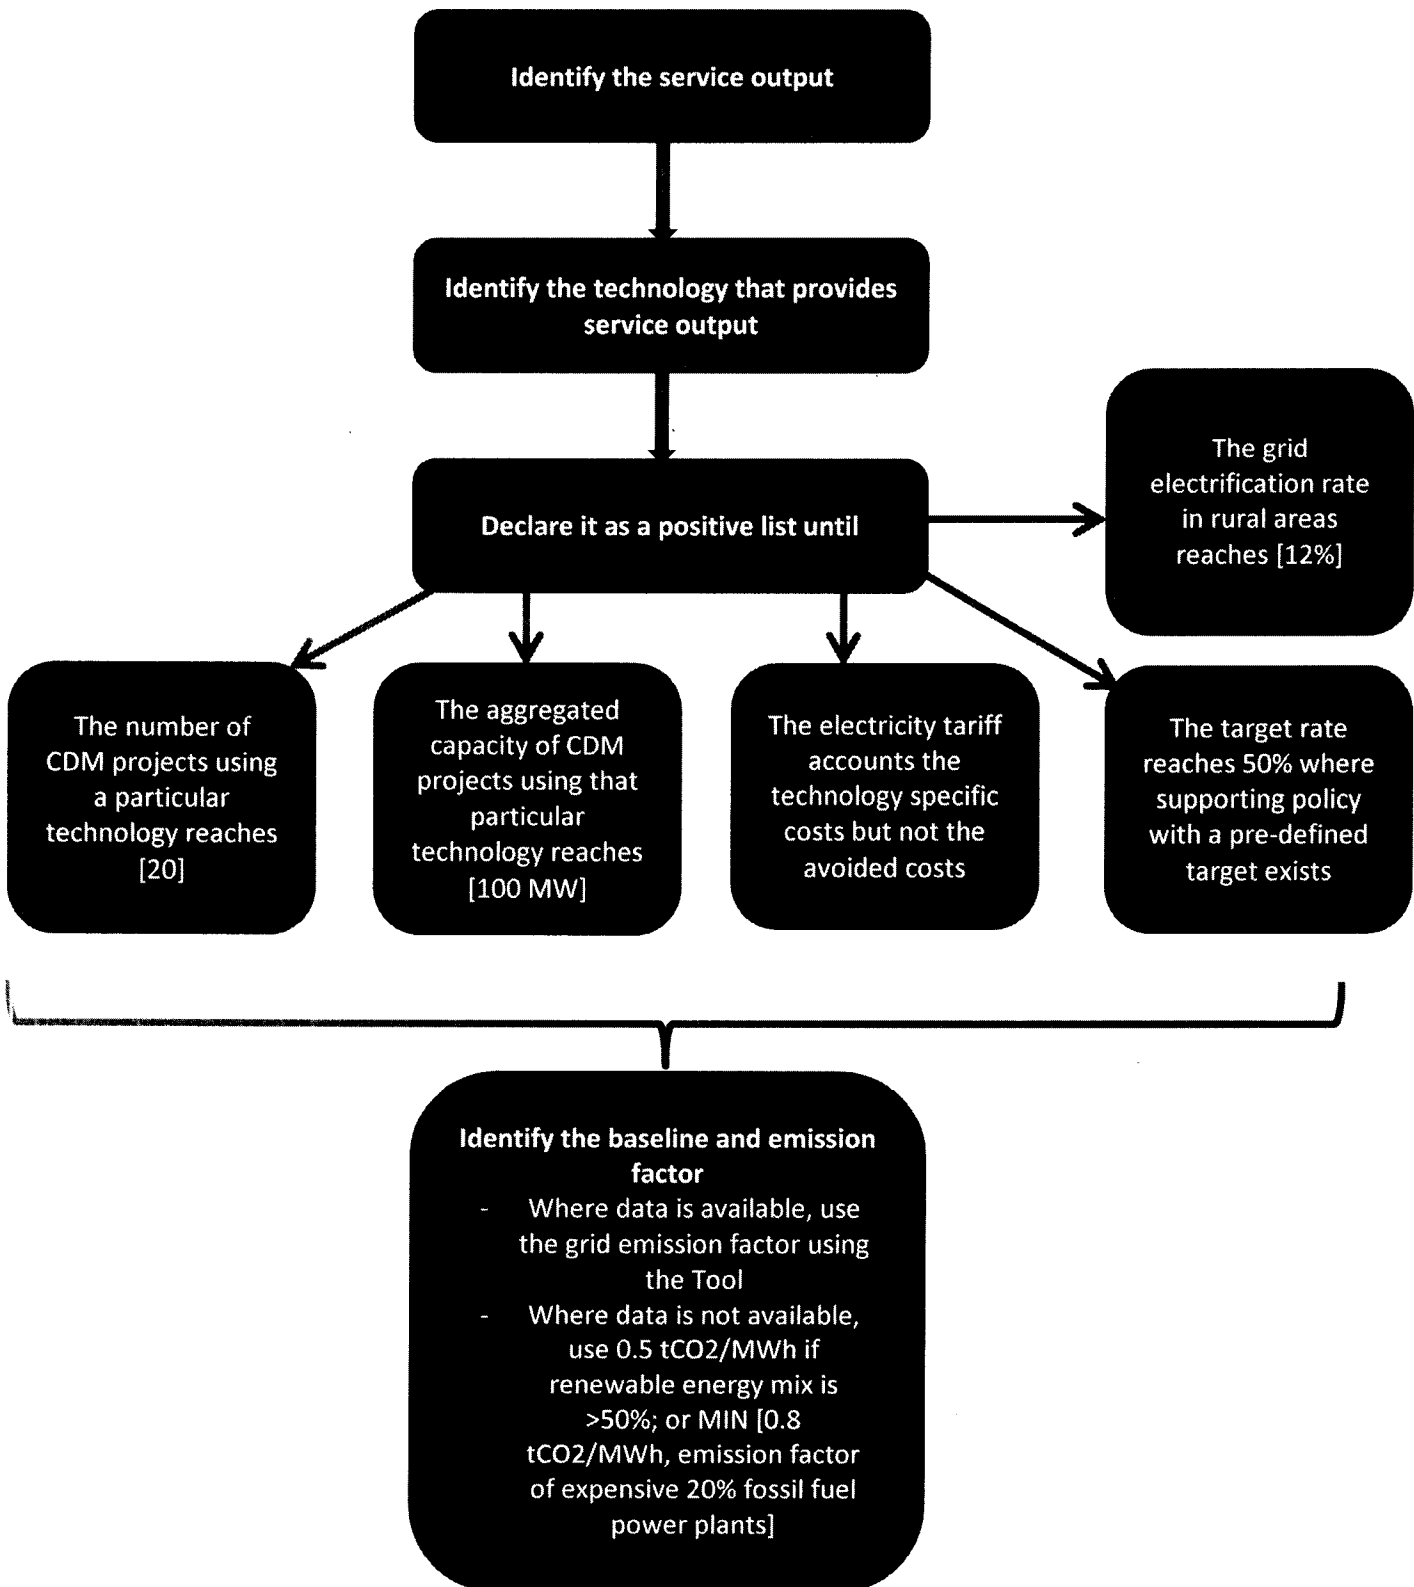 Identify the service output
Identify the technology that provides
service output
Declare it as a positive list until
The grid
electrification rate
in rural areas
reaches [12%]
The number of
CDM projects using
a particular
technology reaches
[20]
The aggregated
capacity of CDM
projects using that
particular
technology reaches
[100 MW]
The electricity tariff
accounts the
technology specific
costs but not the
avoided costs
The target rate
reaches 50% where
supporting policy
with a pre-defined
target exists
Identify the baseline and emission
factor
- Where data is available, use
the grid emission factor using
the Tool
- Where data is not available,
use 0.5 tCO2/MWh if
renewable energy mix is
>50%; or MIN [0.8
tCO2/MWh, emission factor
of expensive 20% fossil fuel
power plants]